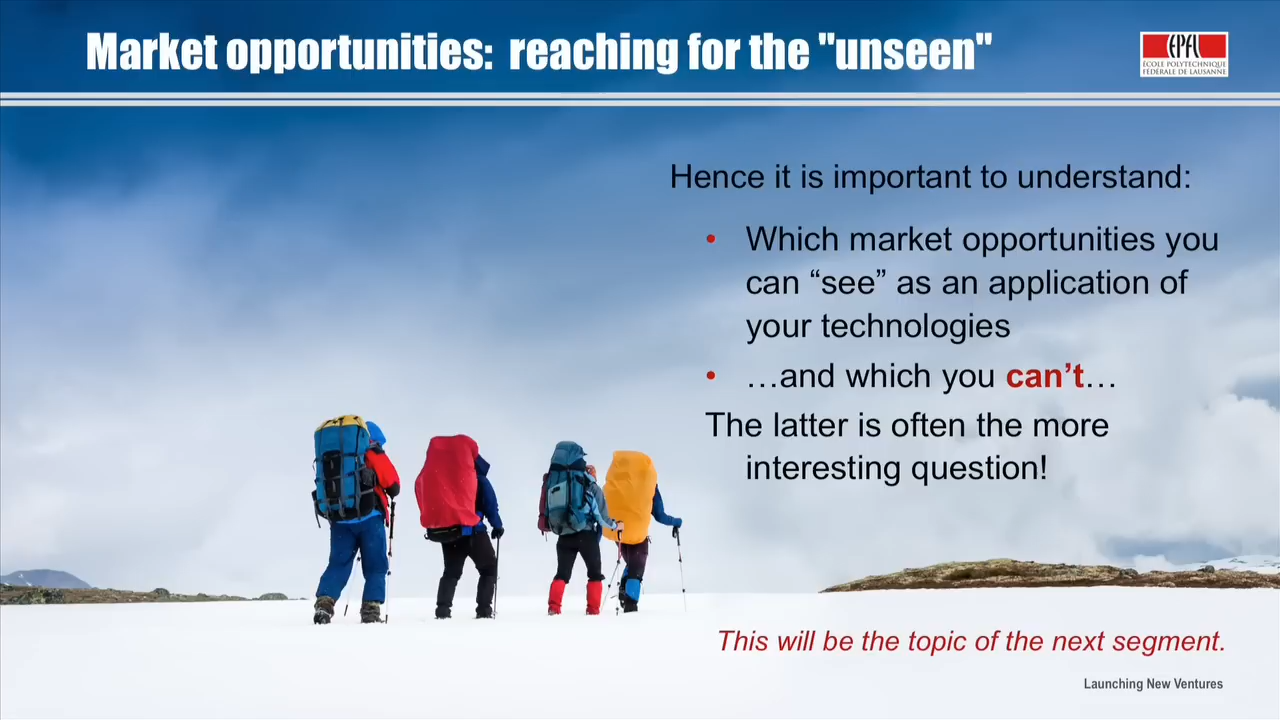 Market opportunities: reaching for the "unseen"
EPFL
ÉCOLE POLYTECHNIQUE
FÉDÉRALE DE LAUSANNE
Hence it is important to understand:
• Which market opportunities you
can “see” as an application of
your technologies
• …and which you can’t…
The latter is often the more
interesting question!
This will be the topic of the next segment.
Launching New Ventures